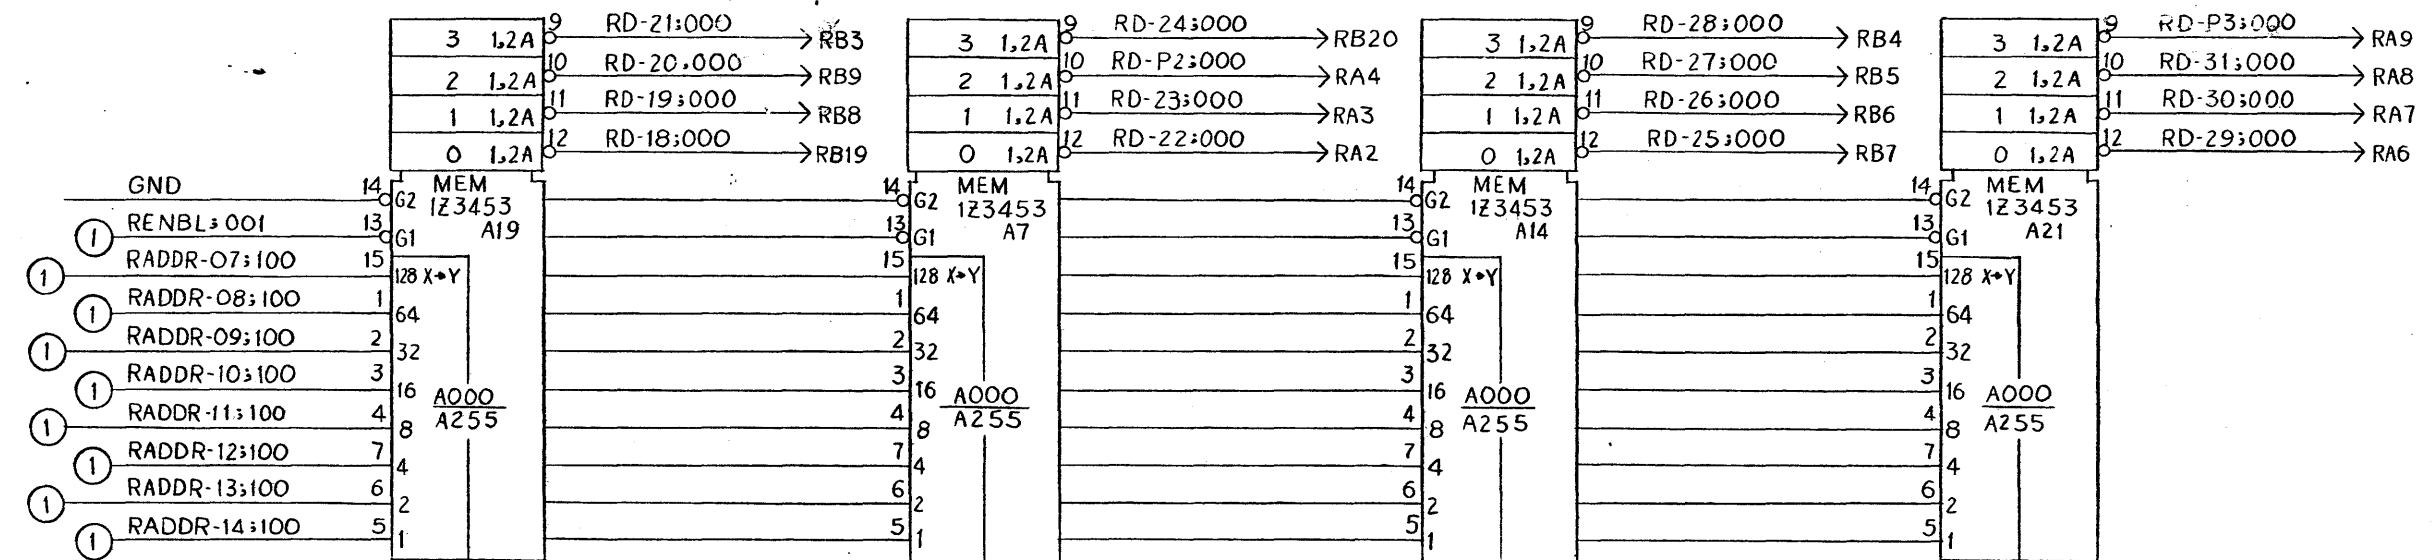 3 1,2A 9 RD-21;000 RB3 3 1,2A 9 RD-24;000 RB20 3 1,2A 9 RD-28;000 RB4 3 1,2A 9 RD-P3;000 RA9
2 1,2A 10 RD-20.000 RB9 2 1,2A 10 RD-P2;000 RA4 2 1,2A 10 RD-27;000 RB5 2 1,2A 10 RD-31;000 RA8
1 1,2A 11 RD-19;000 RB8 1 1,2A 11 RD-23;000 RA3 1 1,2A 11 RD-26;000 RB6 1 1,2A 11 RD-30;000 RA7
0 1,2A 12 RD-18;000 RB19 0 1,2A 12 RD-22;000 RA2 0 1,2A 12 RD-25;000 RB7 0 1,2A 12 RD-29;000 RA6
GND 14 MEM 14 MEM 14 MEM 14 MEM
G2 1Z3453 G2 1Z3453 G2 1Z3453 G2 1Z3453
1 RENBL;001 13 G1 A19 13 G1 A7 13 G1 A14 13 G1 A21
1 RADDR-07;100 15 128 X→Y 15 128 X→Y 15 128 X→Y 15 128 X→Y
1 RADDR-08;100 1 64 1 64 1 64 1 64
1 RADDR-09;100 2 32 2 32 2 32 2 32
1 RADDR-10;100 3 16 A000 3 16 A000 3 16 A000 3 16 A000
1 RADDR-11;100 4 8 A255 4 8 A255 4 8 A255 4 8 A255
1 RADDR-12;100 7 4 7 4 7 4 7 4
1 RADDR-13;100 6 2 6 2 6 2 6 2
1 RADDR-14;100 5 1 5 1 5 1 5 1